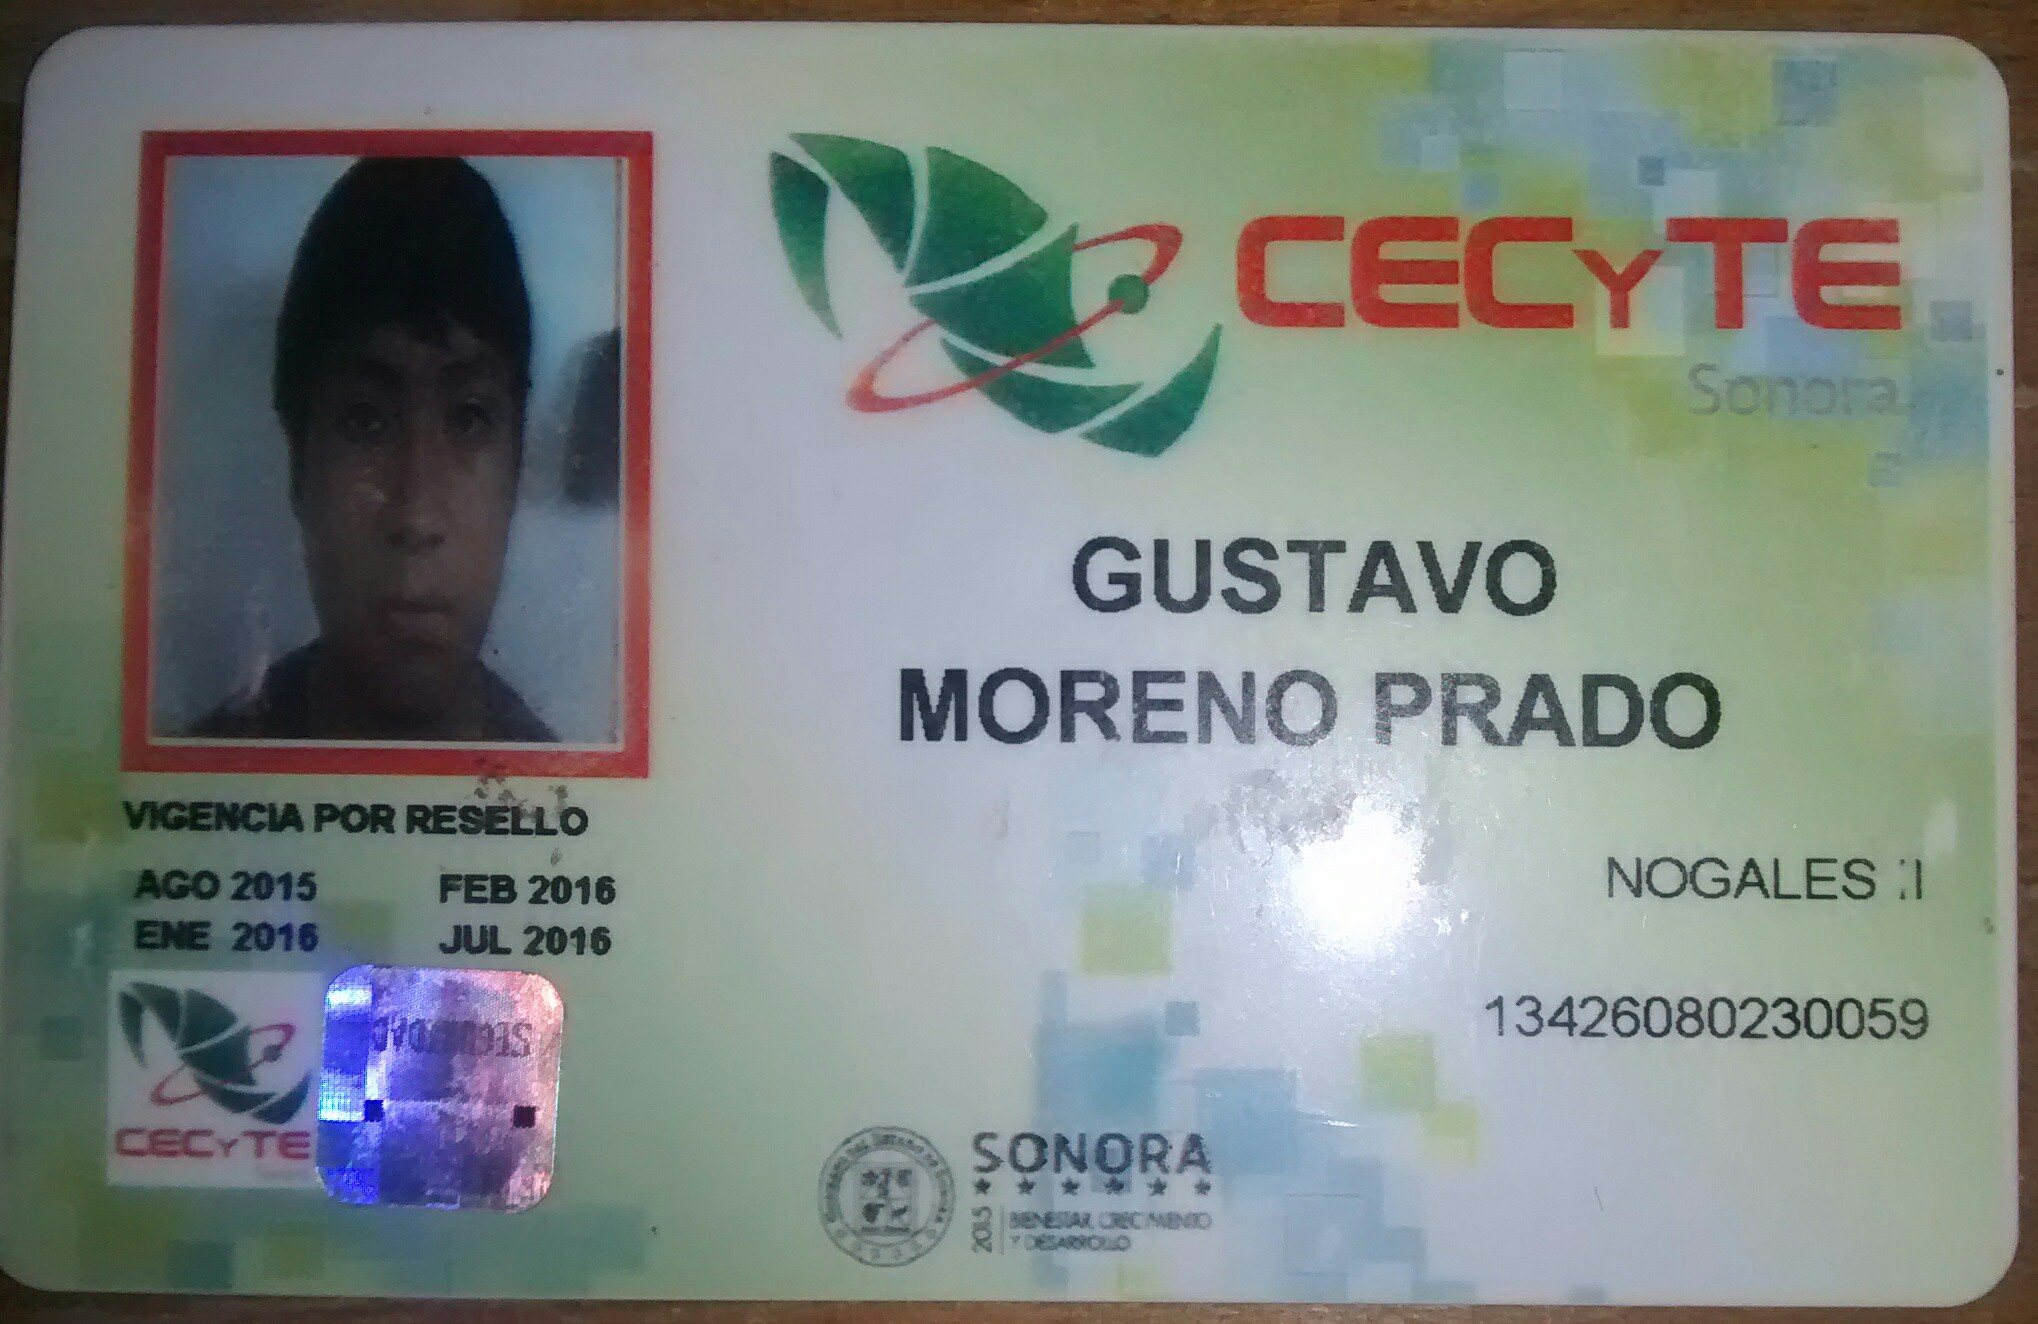 CECyTE
Sonora
GUSTAVO
MORENO PRADO
VIGENCIA POR RESELLO
AGO 2015 FEB 2016
ENE 2016 JUL 2016
NOGALES
13426080230059
CECyTE
SEGURIDAD
SONORA
2015 BIENESTAR, CRECIMIENTO
Y DESARROLLO